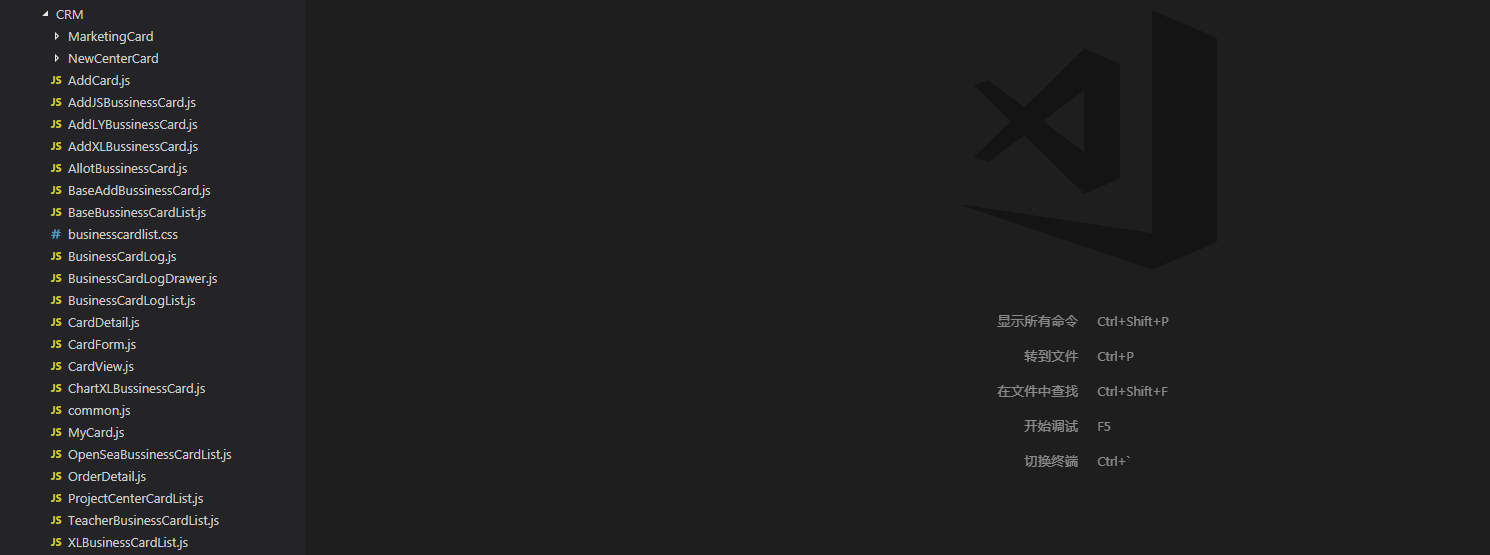 CRM
MarketingCard
NewCenterCard
JS AddCard.js
JS AddJSBussinessCard.js
JS AddLYBussinessCard.js
JS AddXLBussinessCard.js
JS AllotBussinessCard.js
JS BaseAddBussinessCard.js
JS BaseBussinessCardList.js
# businesscardlist.css
JS BusinessCardLog.js
JS BusinessCardLogDrawer.js
JS BusinessCardLogList.js
JS CardDetail.js
JS CardForm.js
JS CardView.js
JS ChartXLBussinessCard.js
JS common.js
JS MyCard.js
JS OpenSeaBussinessCardList.js
JS OrderDetail.js
JS ProjectCenterCardList.js
JS TeacherBusinessCardList.js
JS XLBusinessCardList.js
显示所有命令 Ctrl+Shift+P
转到文件 Ctrl+P
在文件中查找 Ctrl+Shift+F
开始调试 F5
切换终端 Ctrl+`